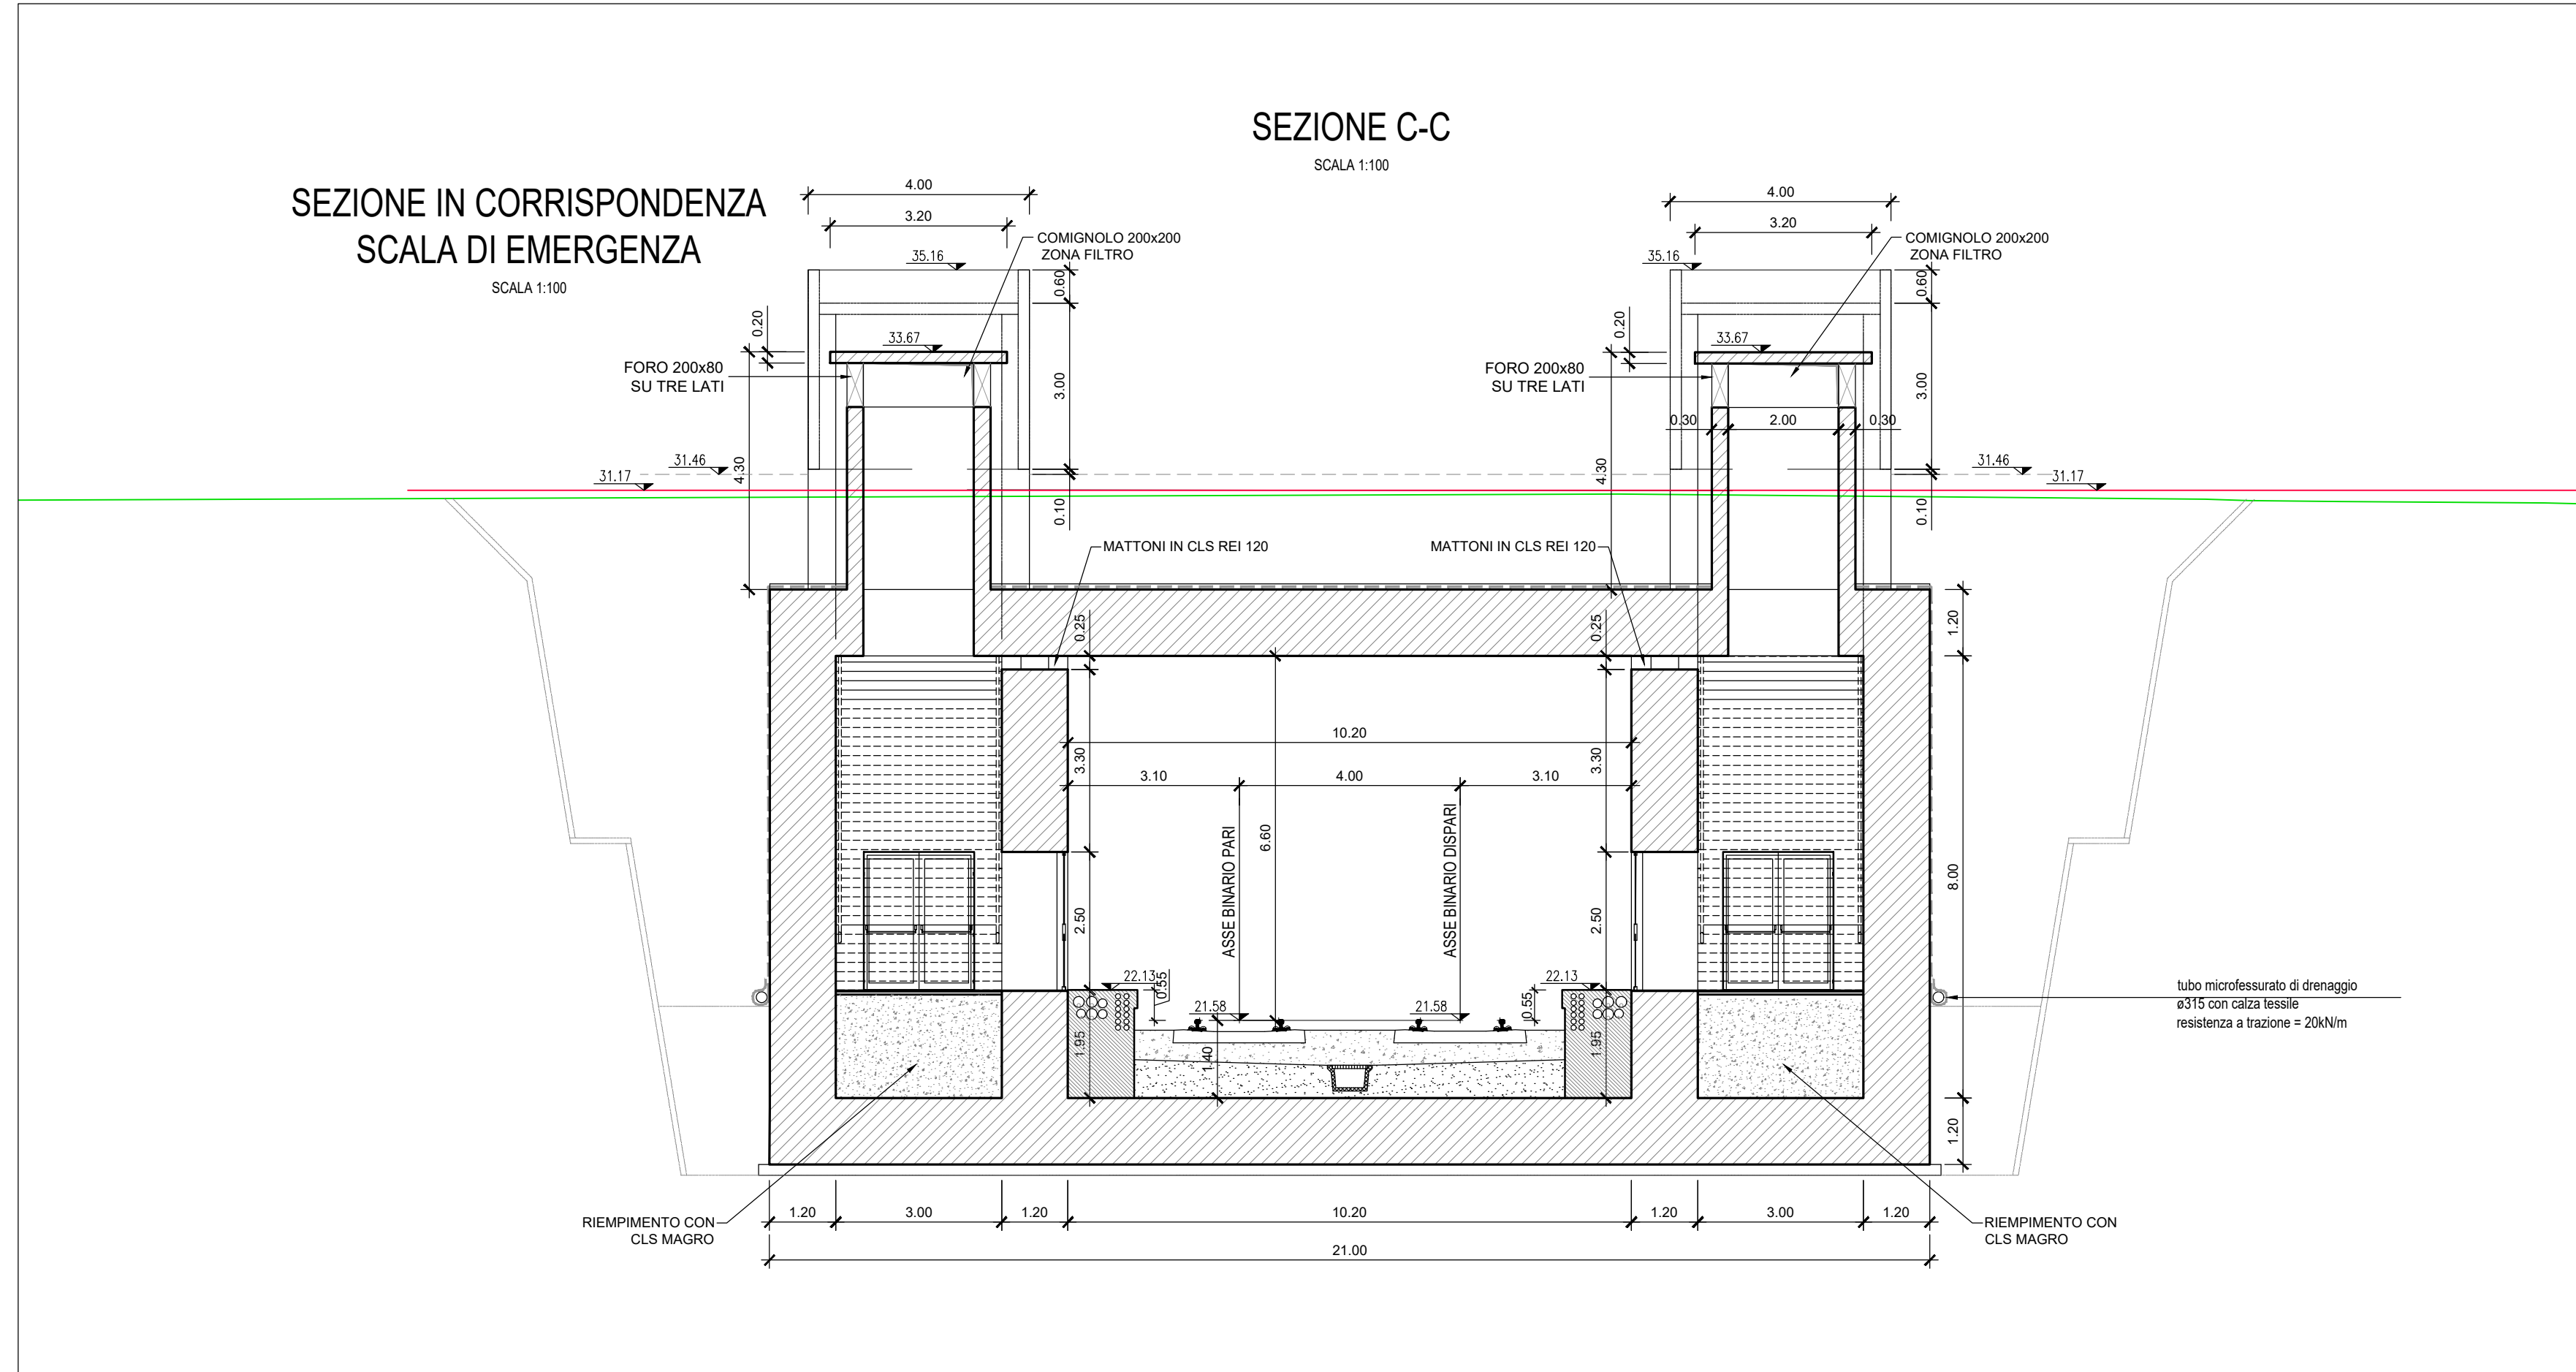 SEZIONE C-C
SCALA 1:100
SEZIONE IN CORRISPONDENZA
SCALA DI EMERGENZA
SCALA 1:100
4.00
3.20
COMIGNOLO 200x200
ZONA FILTRO
35.16
0.60
0.20
33.67
FORO 200x80
SU TRE LATI
3.00
4.30
31.46
31.17
0.10
4.00
3.20
COMIGNOLO 200x200
ZONA FILTRO
35.16
0.60
0.20
33.67
FORO 200x80
SU TRE LATI
3.00
0.30
2.00
0.30
4.30
31.46
31.17
0.10
MATTONI IN CLS REI 120
MATTONI IN CLS REI 120
0.25
0.25
1.20
10.20
3.30
3.30
3.10
4.00
3.10
ASSE BINARIO PARI
6.60
ASSE BINARIO DISPARI
8.00
2.50
2.50
22.13
0.55
22.13
0.55
21.58
21.58
1.95
1.40
1.95
tubo microfessurato di drenaggio
ø315 con calza tessile
resistenza a trazione = 20kN/m
1.20
1.20
3.00
1.20
10.20
1.20
3.00
1.20
RIEMPIMENTO CON
CLS MAGRO
RIEMPIMENTO CON
CLS MAGRO
21.00